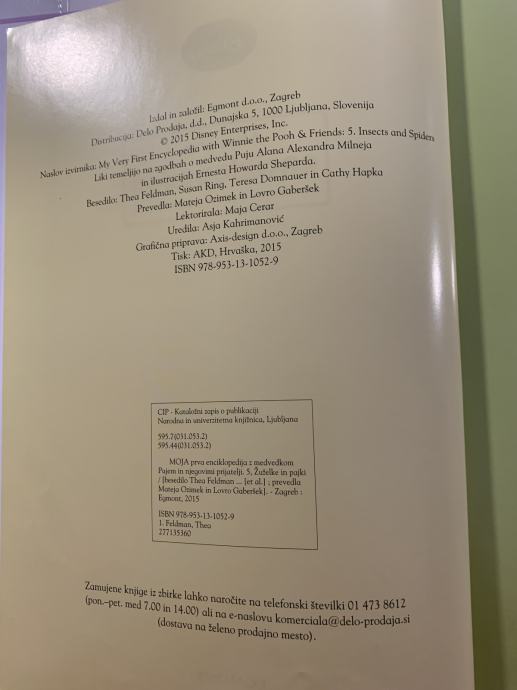 Izdal in založil: Egmont d.o.o., Zagreb
Distribucija: Delo Prodaja, d.d., Dunajska 5, 1000 Ljubljana, Slovenija
© 2015 Disney Enterprises, Inc.
Naslov izvirnika: My Very First Encyclopedia with Winnie the Pooh & Friends: 5. Insects and Spiders
Liki temeljijo na zgodbah o medvedu Puju Alana Alexandra Milneja
in ilustracijah Ernesta Howarda Sheparda.
Besedilo: Thea Feldman, Susan Ring, Teresa Domnauer in Cathy Hapka
Prevedla: Mateja Ozimek in Lovro Gaberšek
Lektorirala: Maja Cerar
Uredila: Asja Kahrimanović
Grafična priprava: Axis-design d.o.o., Zagreb
Tisk: AKD, Hrvaška, 2015
ISBN 978-953-13-1052-9
CIP - Kataložni zapis o publikaciji
Narodna in univerzitetna knjižnica, Ljubljana
595.7(031.053.2)
595.44(031.053.2)
MOJA prva enciklopedija z medvedkom
Pujem in njegovimi prijatelji. 5, Žuželke in pajki
/ [besedilo Thea Feldman ... [et al.] ; prevedla
Mateja Ozimek in Lovro Gaberšek]. - Zagreb :
Egmont, 2015
ISBN 978-953-13-1052-9
1. Feldman, Thea
277135360
Zamujene knjige iz zbirke lahko naročite na telefonski številki 01 473 8612
(pon.–pet. med 7.00 in 14.00) ali na e-naslovu komerciala@delo-prodaja.si
(dostava na želeno prodajno mesto).